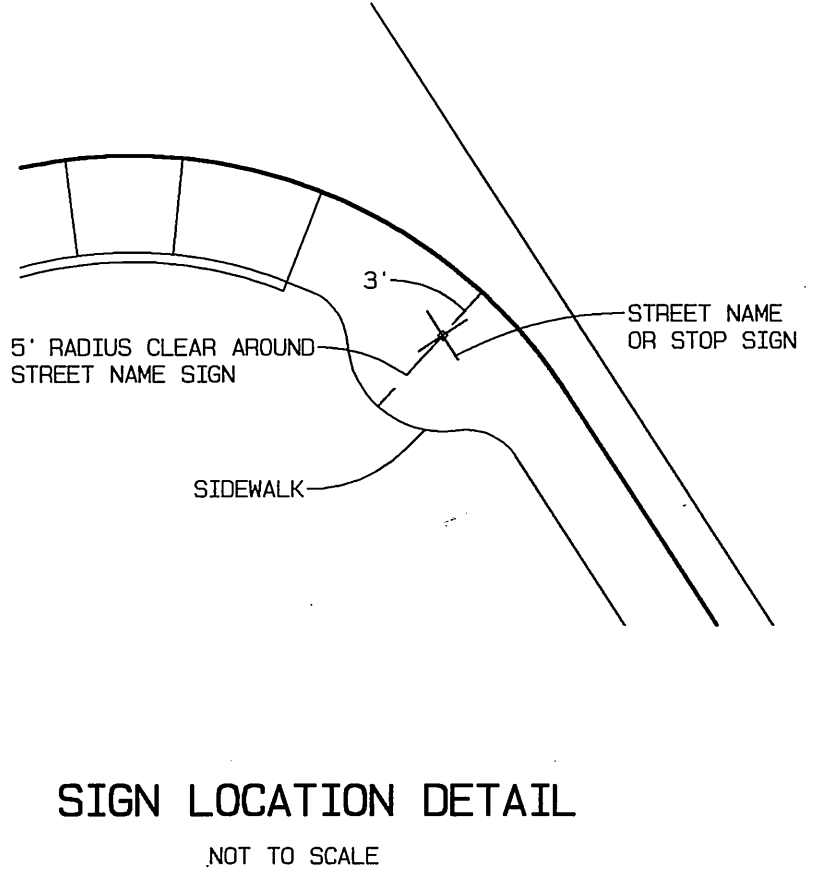 3'
STREET NAME
OR STOP SIGN
5' RADIUS CLEAR AROUND
STREET NAME SIGN
SIDEWALK
SIGN LOCATION DETAIL
NOT TO SCALE